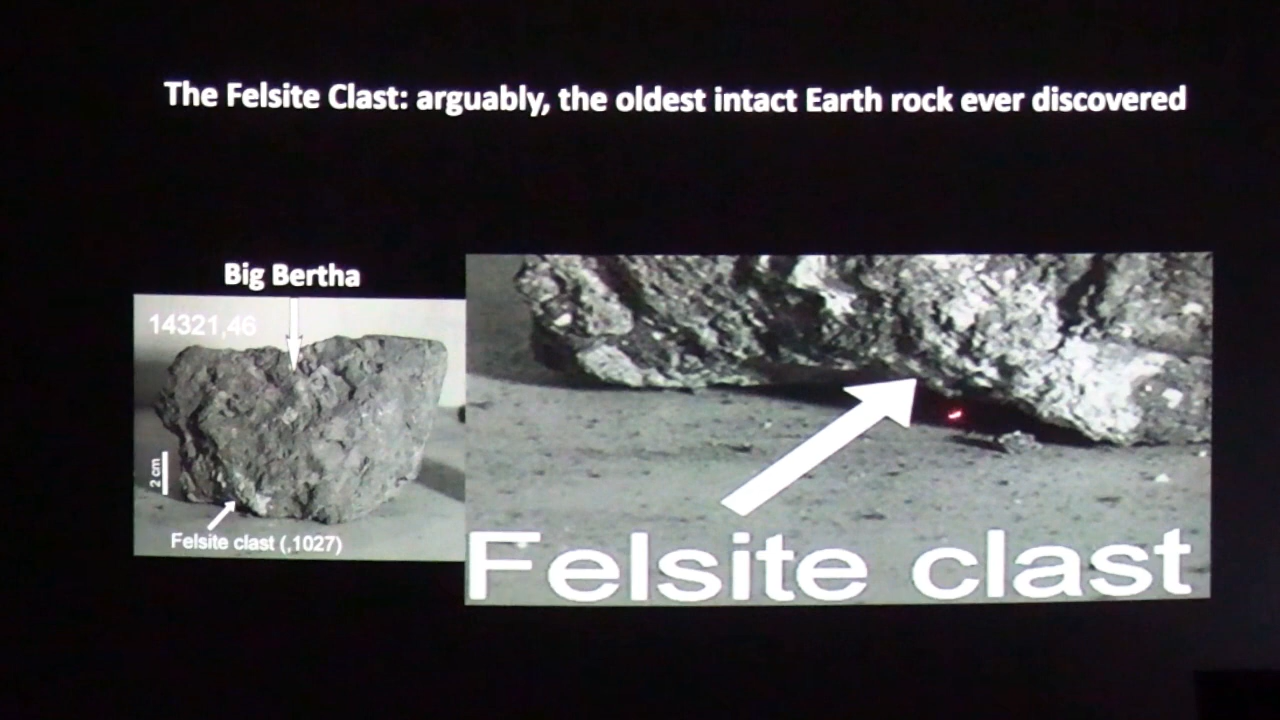 The Felsite Clast: arguably, the oldest intact Earth rock ever discovered
Big Bertha
14321,46
2 cm
Felsite clast (,1027)
Felsite clast